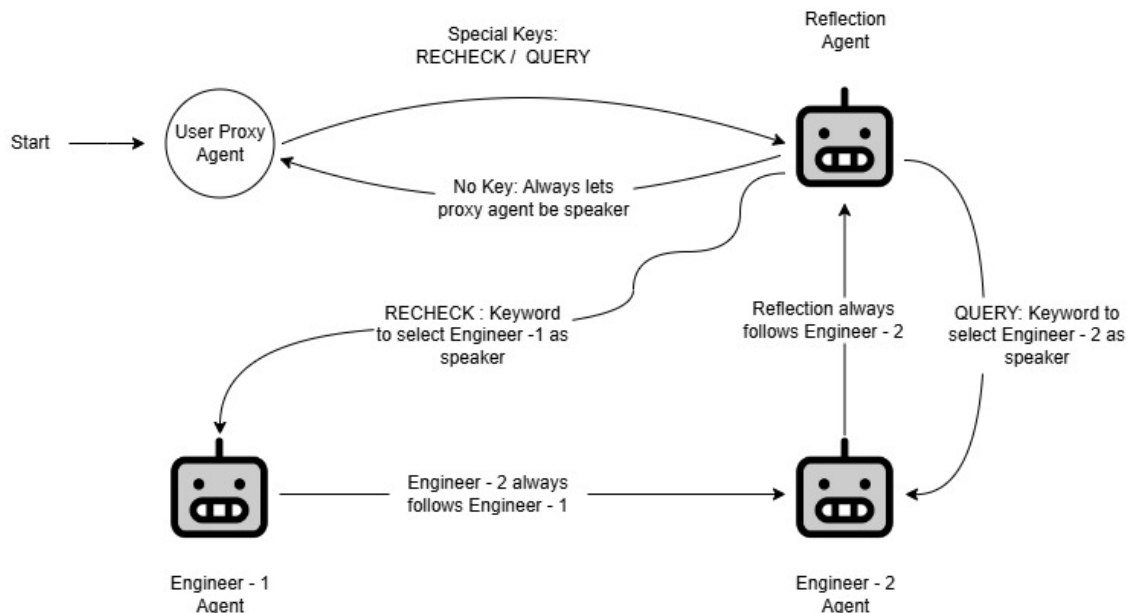 Special Keys:
RECHECK / QUERY
Reflection
Agent
Start
User Proxy
Agent
No Key: Always lets
proxy agent be speaker
RECHECK : Keyword
to select Engineer -1 as
speaker
Reflection always
follows Engineer - 2
QUERY: Keyword to
select Engineer - 2 as
speaker
Engineer - 2 always
follows Engineer - 1
Engineer - 1
Agent
Engineer - 2
Agent